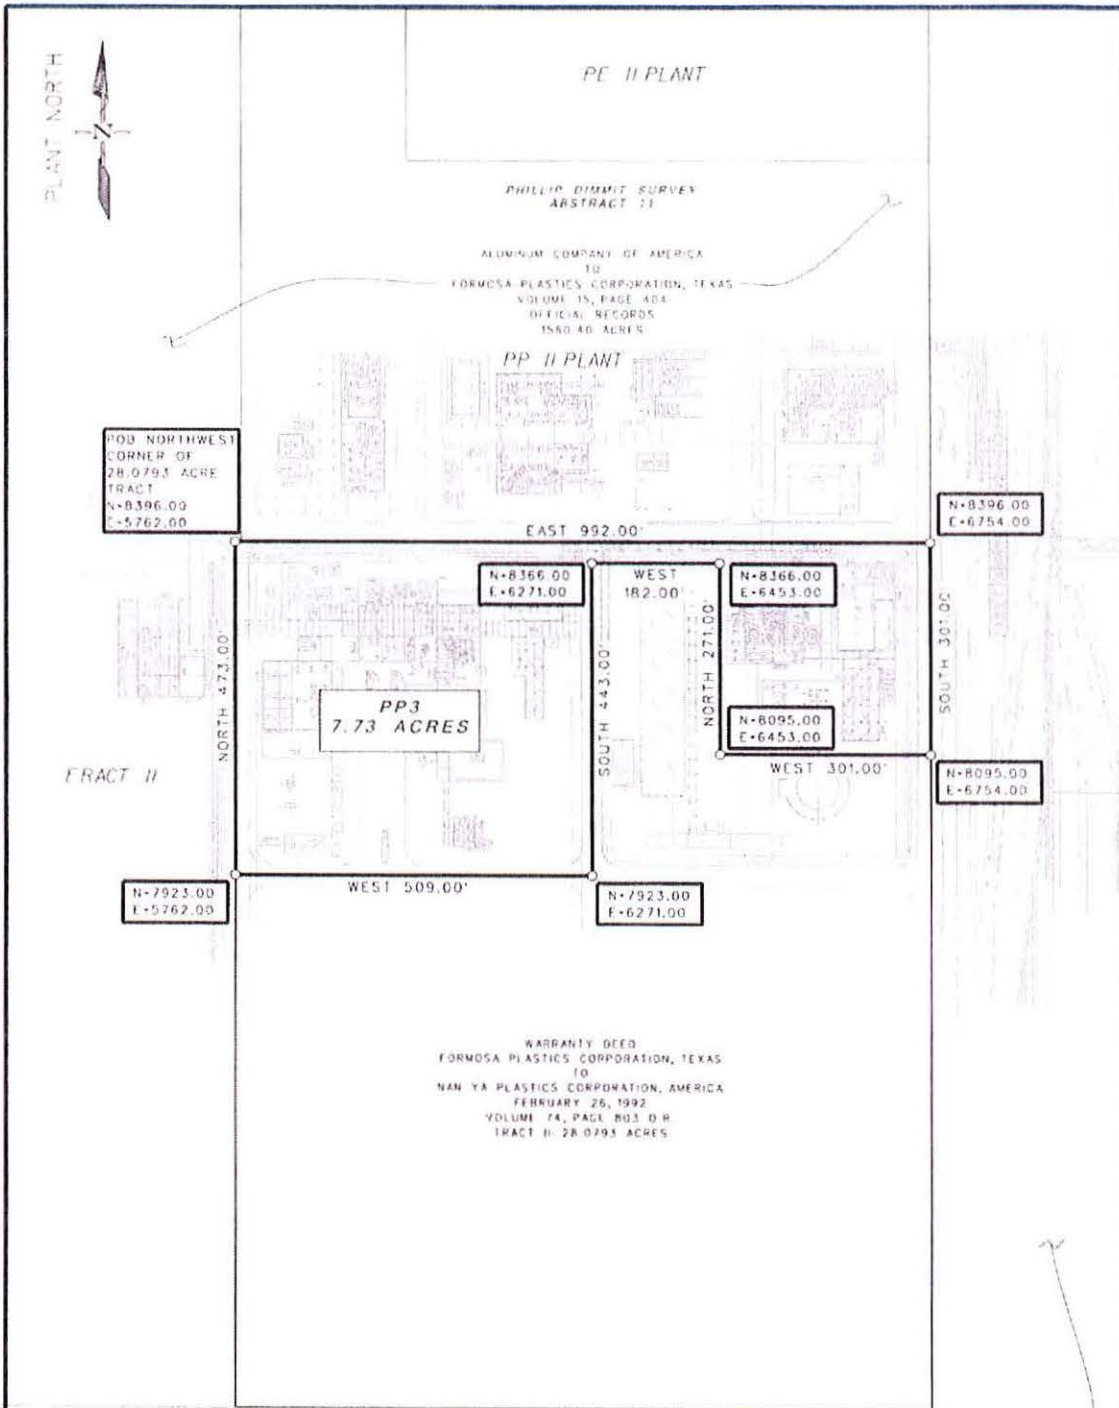 PE II PLANT
PLANT NORTH
N
PHILLIP DIMMIT SURVEY
ABSTRACT 11
ALUMINUM COMPANY OF AMERICA
TO
FORMOSA PLASTICS CORPORATION, TEXAS
VOLUME 15, PAGE 404
OFFICIAL RECORDS
1580.40 ACRES
PP II PLANT
POB NORTHWEST
CORNER OF
28.0793 ACRE
TRACT
N=8396.00
E=5762.00
N=8396.00
E=6754.00
EAST 992.00'
N=8366.00
E=6271.00
WEST
182.00'
N=8366.00
E=6453.00
NORTH 473.00'
SOUTH 443.00'
NORTH 271.00'
SOUTH 301.00'
PP3
7.73 ACRES
N=8095.00
E=6453.00
WEST 301.00'
N=8095.00
E=6754.00
FRACT II
WEST 509.00'
N=7923.00
E=5762.00
N=7923.00
E=6271.00
WARRANTY DEED
FORMOSA PLASTICS CORPORATION, TEXAS
TO
NAN YA PLASTICS CORPORATION, AMERICA
FEBRUARY 26, 1992
VOLUME 74, PAGE 803 O.R.
TRACT II: 28.0793 ACRES